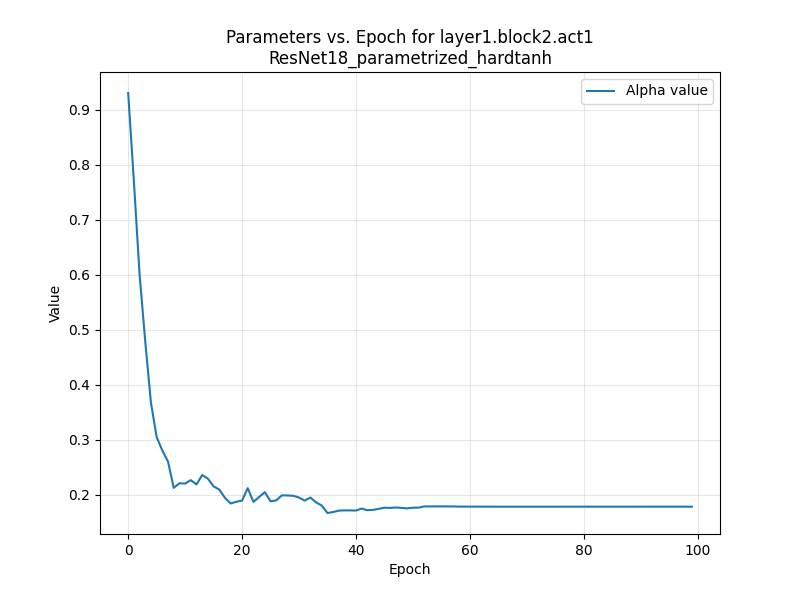 Parameters vs. Epoch for layer1.block2.act1
ResNet18_parametrized_hardtanh
Alpha value
0.9
0.8
0.7
0.6
0.5
0.4
0.3
0.2
Value
0
20
40
60
80
100
Epoch